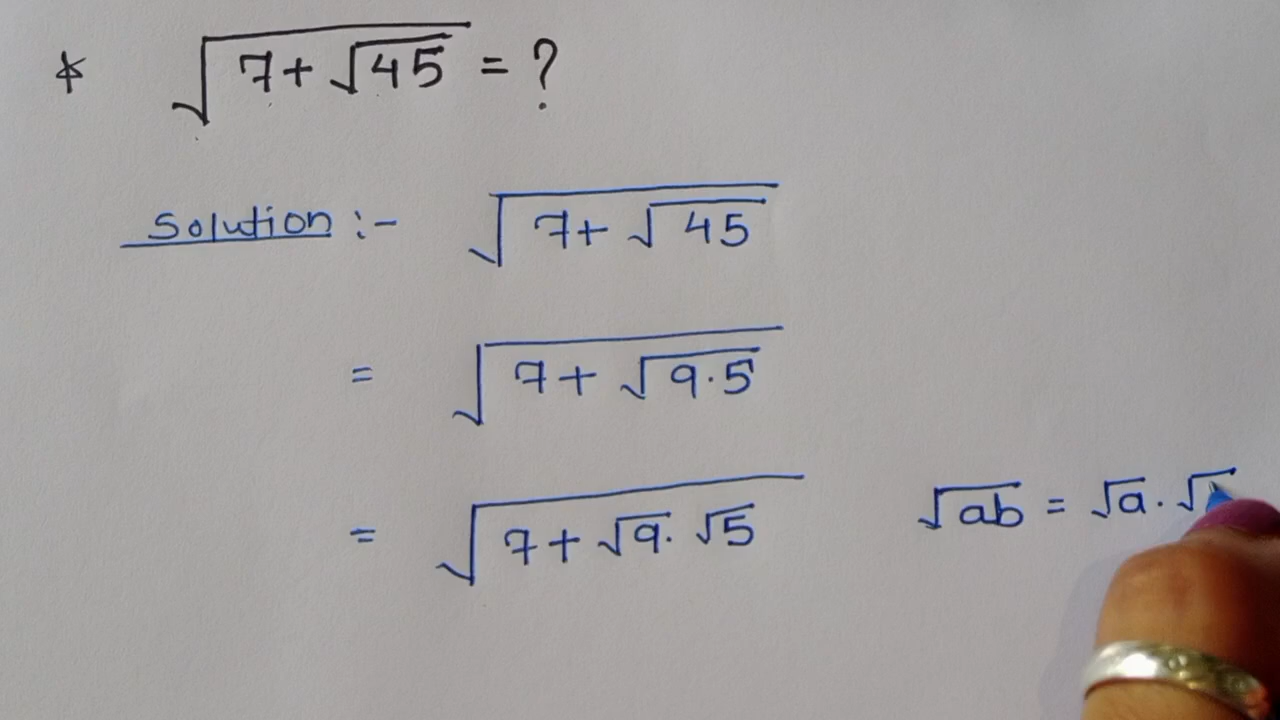 * √(7+√45) = ?
Solution :- √(7+√45)
= √(7+√(9·5))
= √(7+√9·√5)
√ab = √a·√